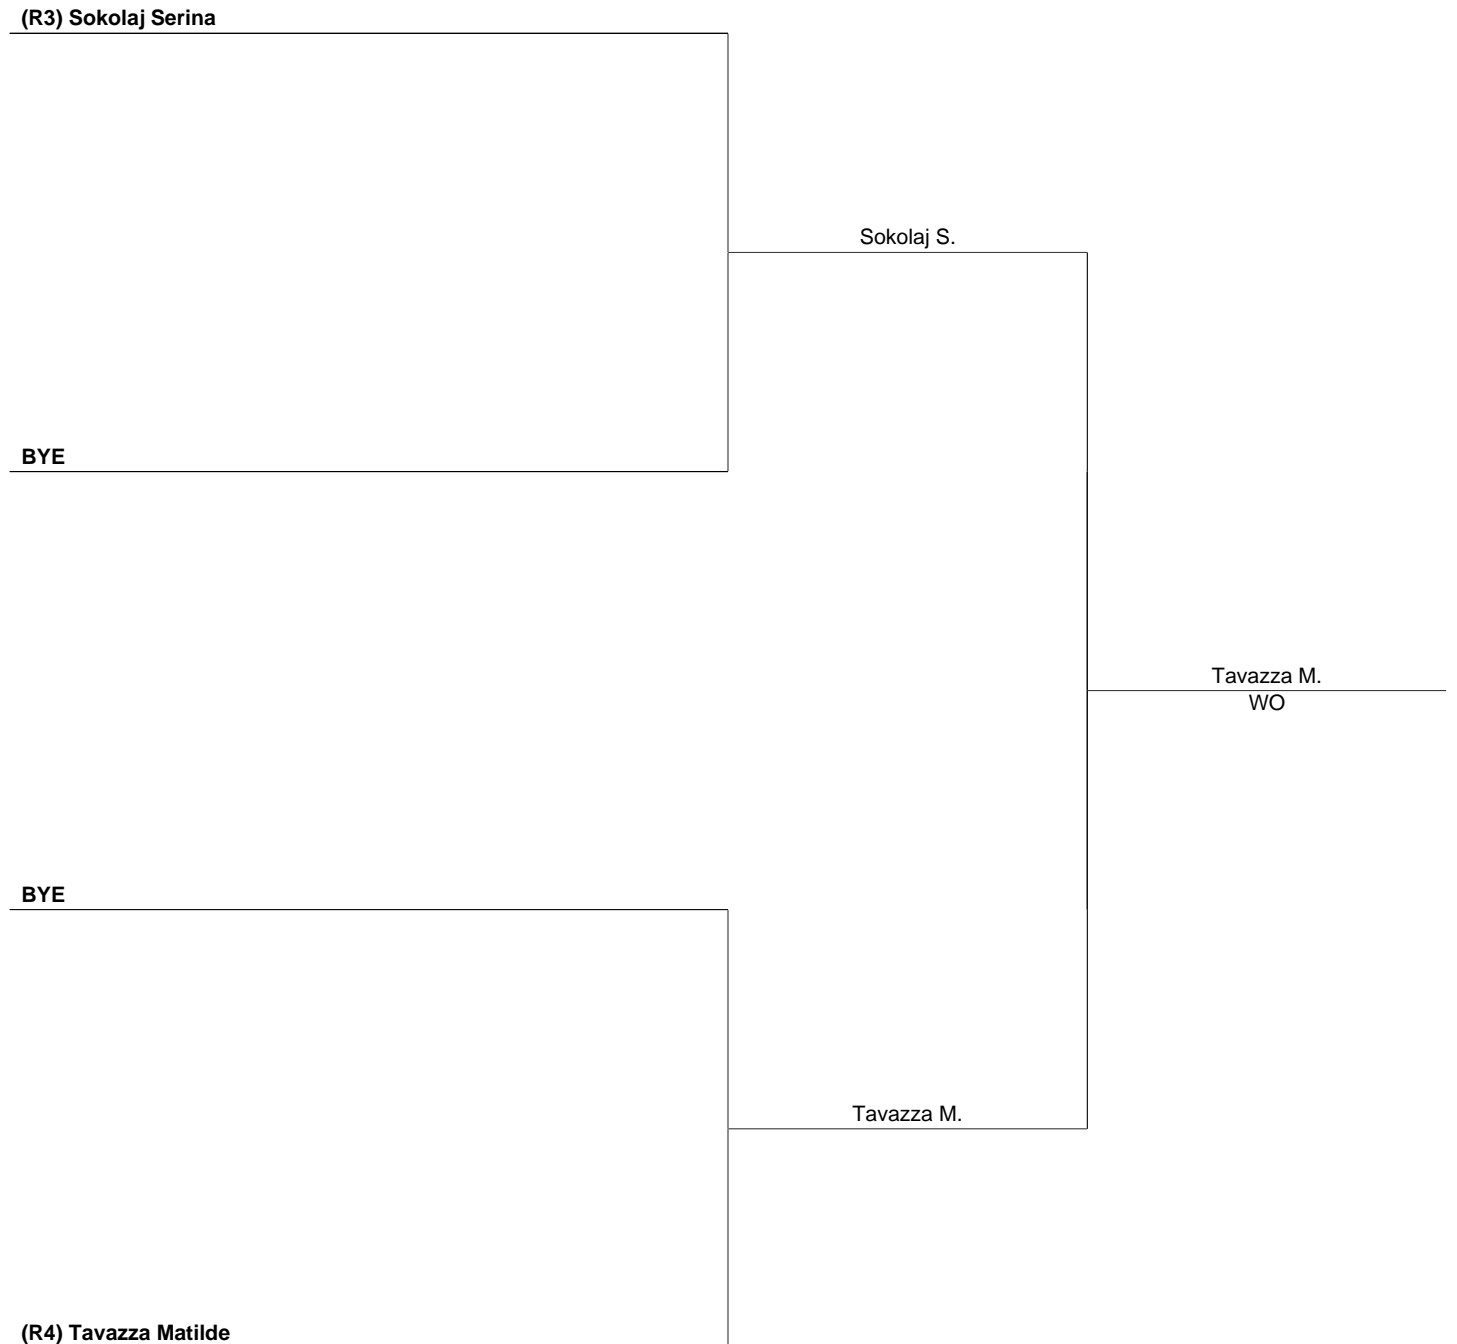 (R3) Sokolaj Serina
Sokolaj S.
BYE
Tavazza M.
WO
BYE
Tavazza M.
(R4) Tavazza Matilde